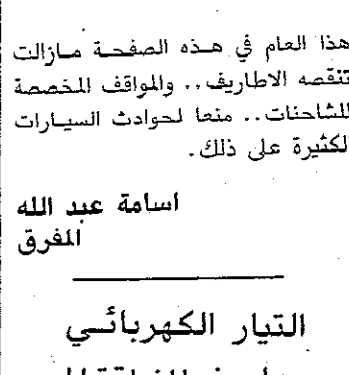 هذا العام في هذه الصفحة مازالت
تنقصه الاطاريف.. والمواقف المخصصة
للشاحنات.. منعا لحوادث السيارات
الكثيرة على ذلك.
اسامة عبد الله
المفرق
التيار الكهربائي